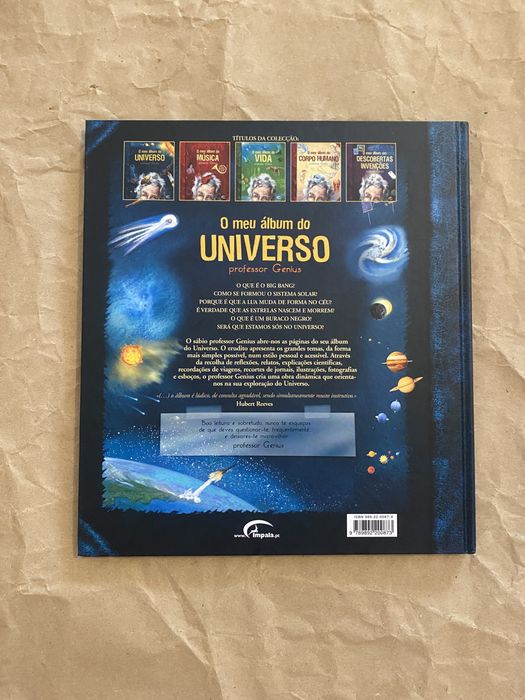 TÍTULOS DA COLECÇÃO:
O meu álbum do
UNIVERSO
O meu álbum da
MÚSICA
O meu álbum da
VIDA
O meu álbum do
CORPO HUMANO
O meu álbum das
DESCOBERTAS
INVENÇÕES
O meu álbum do
UNIVERSO
professor Genius
O QUE É O BIG BANG?
COMO SE FORMOU O SISTEMA SOLAR?
PORQUE É QUE A LUA MUDA DE FORMA NO CÉU?
É VERDADE QUE AS ESTRELAS NASCEM E MORREM?
O QUE É UM BURACO NEGRO?
SERÁ QUE ESTAMOS SÓS NO UNIVERSO?
O sábio professor Genius abre-nos as páginas do seu álbum
do Universo. O erudito apresenta os grandes temas, da forma
mais simples possível, num estilo pessoal e acessível. Através
da recolha de reflexões, relatos, explicações científicas,
recordações de viagens, recortes de jornais, ilustrações, fotografias
e esboços, o professor Genius cria uma obra dinâmica que orienta-
nos na sua exploração do Universo.
«(…) o álbum é lúdico, de consulta agradável, sendo simultaneamente muito instrutivo.»
Hubert Reeves
Boa leitura e sobretudo, nunca te esqueças
de que deves questionar-te, frequentemente
e deixares-te maravilhar
professor Genius
www.Impala.pt
9 789892 200873